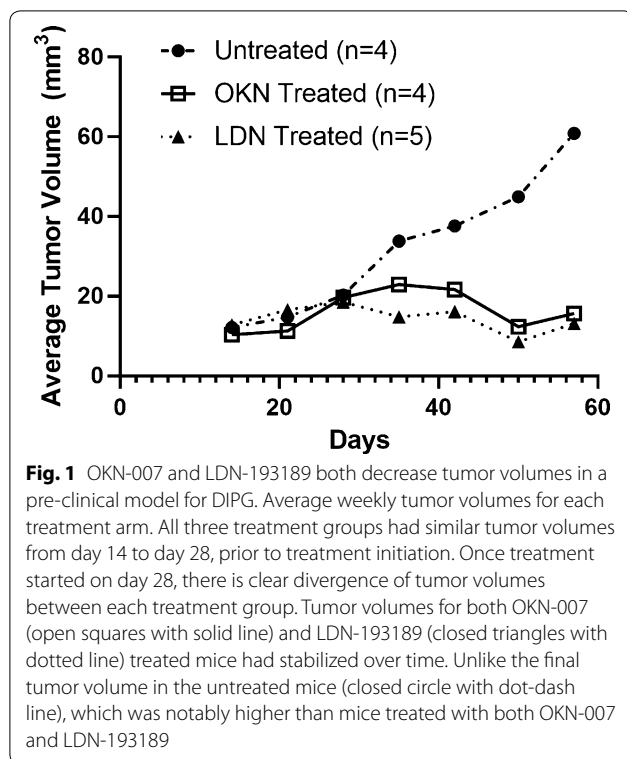 Untreated (n=4)
OKN Treated (n=4)
LDN Treated (n=5)
Average Tumor Volume (mm³)
80
60
40
20
0
0
20
40
60
Days
Fig. 1 OKN-007 and LDN-193189 both decrease tumor volumes in a
pre-clinical model for DIPG. Average weekly tumor volumes for each
treatment arm. All three treatment groups had similar tumor volumes
from day 14 to day 28, prior to treatment initiation. Once treatment
started on day 28, there is clear divergence of tumor volumes
between each treatment group. Tumor volumes for both OKN-007
(open squares with solid line) and LDN-193189 (closed triangles with
dotted line) treated mice had stabilized over time. Unlike the final
tumor volume in the untreated mice (closed circle with dot-dash
line), which was notably higher than mice treated with both OKN-007
and LDN-193189